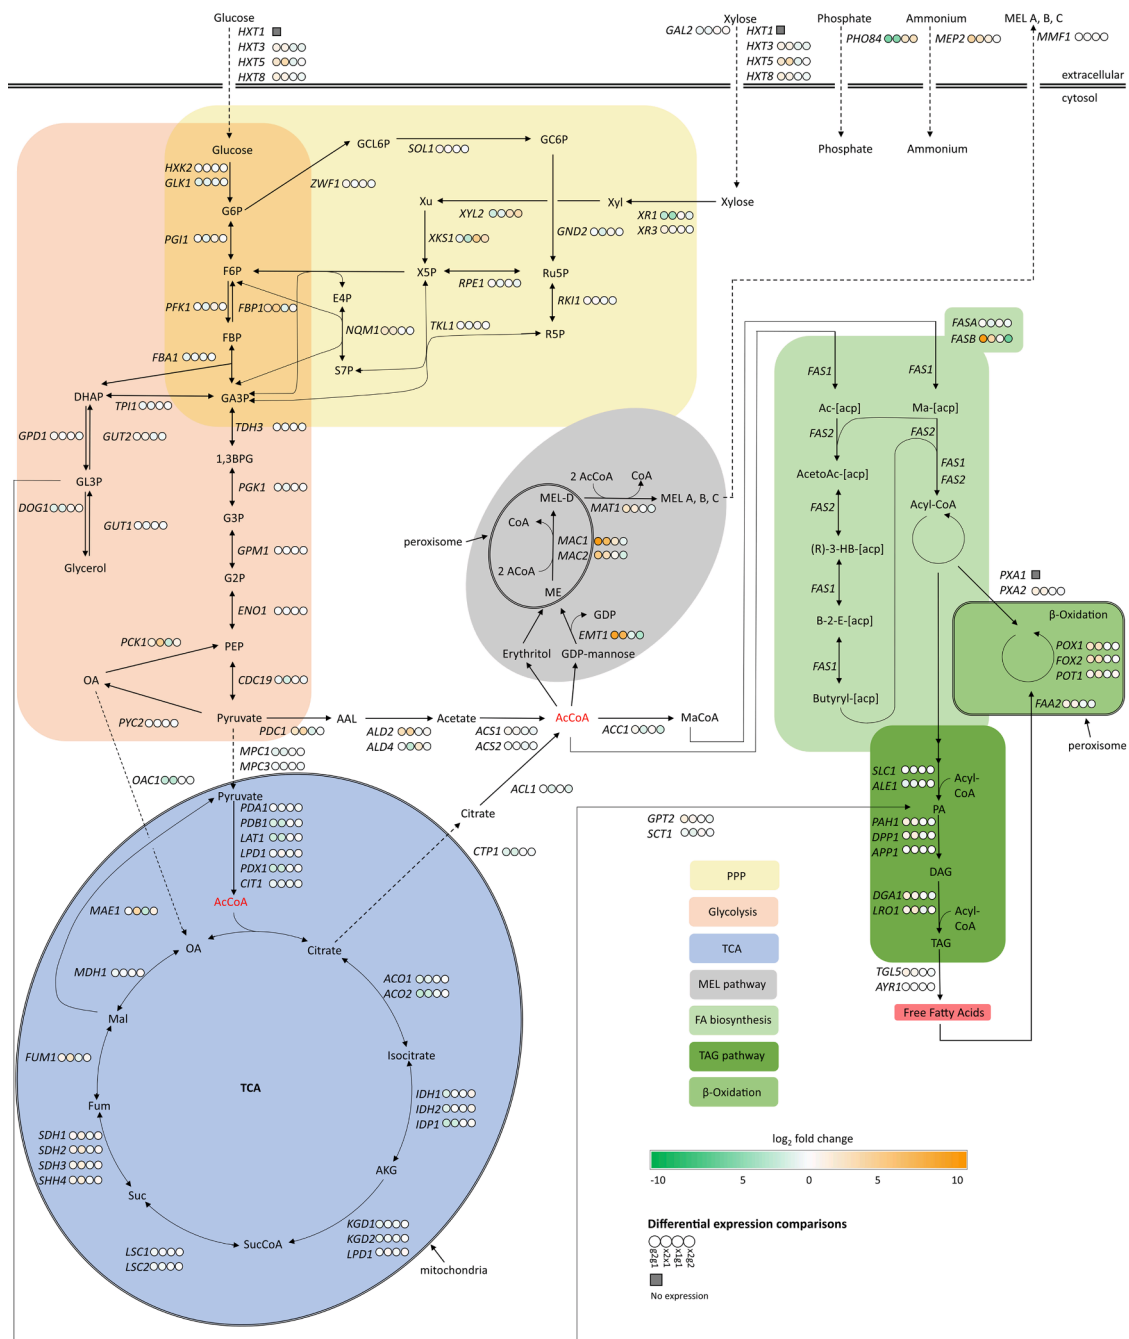 Glucose
HXT1
HXT3
HXT5
HXT8
GAL2
Xylose
HXT1
HXT3
HXT5
HXT8
Phosphate
PHO84
Ammonium
MEP2
MEL A, B, C
MMF1
extracellular
cytosol
Glucose
HXK2
GLK1
G6P
PGI1
F6P
PFK1
FBP1
FBP
FBA1
DHAP
TPI1
GA3P
GPD1
GUT2
TDH3
1,3BPG
GL3P
PGK1
DOG1
GUT1
G3P
GPM1
Glycerol
G2P
ENO1
PCK1
PEP
OA
CDC19
PYC2
Pyruvate
GCL6P
SOL1
GC6P
ZWF1
Xu
Xyl
Xylose
XYL2
XR1
XR3
XKS1
GND2
X5P
Ru5P
RPE1
E4P
RKI1
NQM1
TKL1
R5P
S7P
Phosphate
Ammonium
PDC1
AAL
ALD2
ALD4
Acetate
ACS1
ACS2
AcCoA
ACC1
MaCoA
MPC1
MPC3
OAC1
ACL1
Citrate
CTP1
2 AcCoA
CoA
MEL-D
MAT1
MEL A, B, C
CoA
MAC1
MAC2
peroxisome
2 ACoA
ME
GDP
EMT1
Erythritol
GDP-mannose
FASA
FASB
FAS1
FAS1
Ac-[acp]
Ma-[acp]
FAS2
FAS2
FAS1
FAS2
AcetoAc-[acp]
Acyl-CoA
FAS2
(R)-3-HB-[acp]
FAS1
B-2-E-[acp]
FAS1
Butyryl-[acp]
PXA1
PXA2
β-Oxidation
POX1
FOX2
POT1
FAA2
peroxisome
SLC1
ALE1
Acyl-
CoA
PA
GPT2
SCT1
PAH1
DPP1
APP1
DAG
DGA1
LRO1
Acyl-
CoA
TAG
TGL5
AYR1
Free Fatty Acids
Pyruvate
PDA1
PDB1
LAT1
LPD1
PDX1
CIT1
AcCoA
MAE1
OA
Citrate
MDH1
ACO1
ACO2
Mal
Isocitrate
FUM1
TCA
IDH1
IDH2
IDP1
Fum
SDH1
SDH2
SDH3
SHH4
AKG
Suc
KGD1
KGD2
LPD1
SucCoA
LSC1
LSC2
mitochondria
PPP
Glycolysis
TCA
MEL pathway
FA biosynthesis
TAG pathway
β-Oxidation
log2 fold change
-10 5 0 5 10
Differential expression comparisons
g2g1
x2x1
x1g1
x2g2
No expression